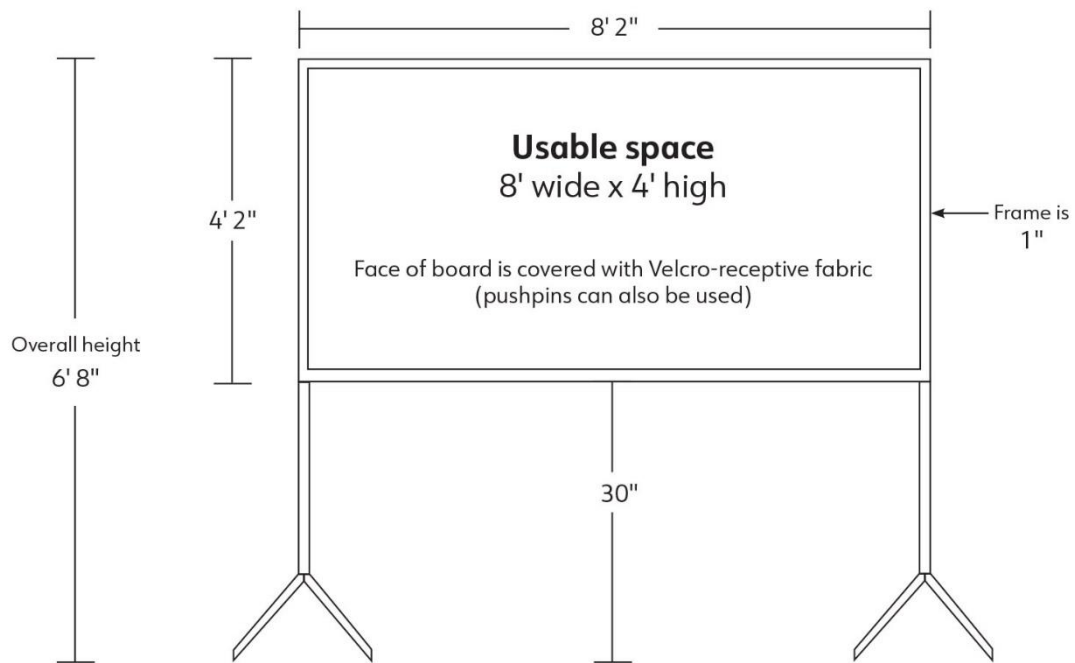 8' 2"
Usable space
8' wide x 4' high
4' 2"
Frame is
1"
Face of board is covered with Velcro-receptive fabric
(pushpins can also be used)
Overall height
6' 8"
30"